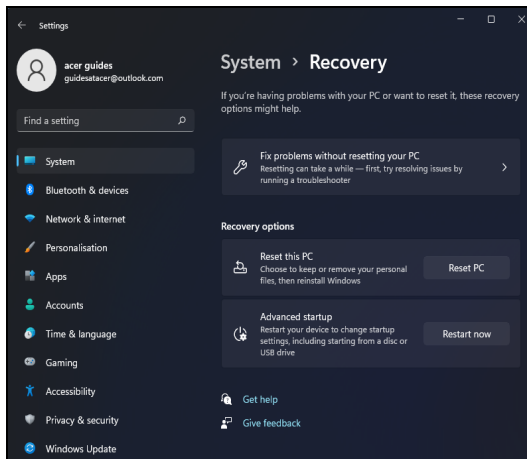 Settings
acer guides
guidesatacer@outlook.com
Find a setting
System
Bluetooth & devices
Network & internet
Personalisation
Apps
Accounts
Time & language
Gaming
Accessibility
Privacy & security
Windows Update
System > Recovery
If you're having problems with your PC or want to reset it, these recovery
options might help.
Fix problems without resetting your PC
Resetting can take a while — first, try resolving issues by
running a troubleshooter
Recovery options
Reset this PC
Choose to keep or remove your personal
files, then reinstall Windows
Reset PC
Advanced startup
Restart your device to change startup
settings, including starting from a disc or
USB drive
Restart now
Get help
Give feedback